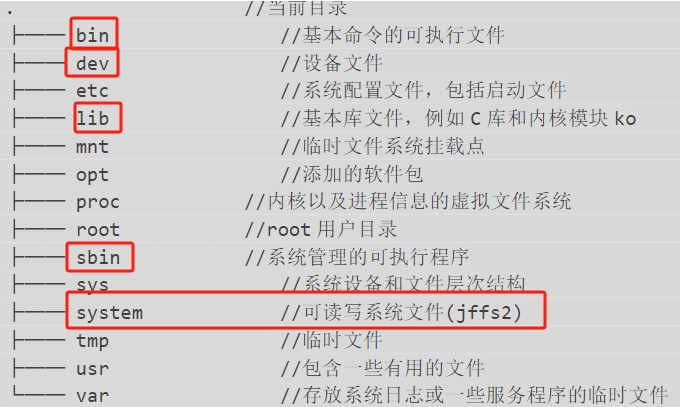 . //当前目录
├── bin //基本命令的可执行文件
├── dev //设备文件
├── etc //系统配置文件，包括启动文件
├── lib //基本库文件，例如 C 库和内核模块 ko
├── mnt //临时文件系统挂载点
├── opt //添加的软件包
├── proc //内核以及进程信息的虚拟文件系统
├── root //root 用户目录
├── sbin //系统管理的可执行程序
├── sys //系统设备和文件层次结构
├── system //可读写系统文件(jffs2)
├── tmp //临时文件
├── usr //包含一些有用的文件
└── var //存放系统日志或一些服务程序的临时文件